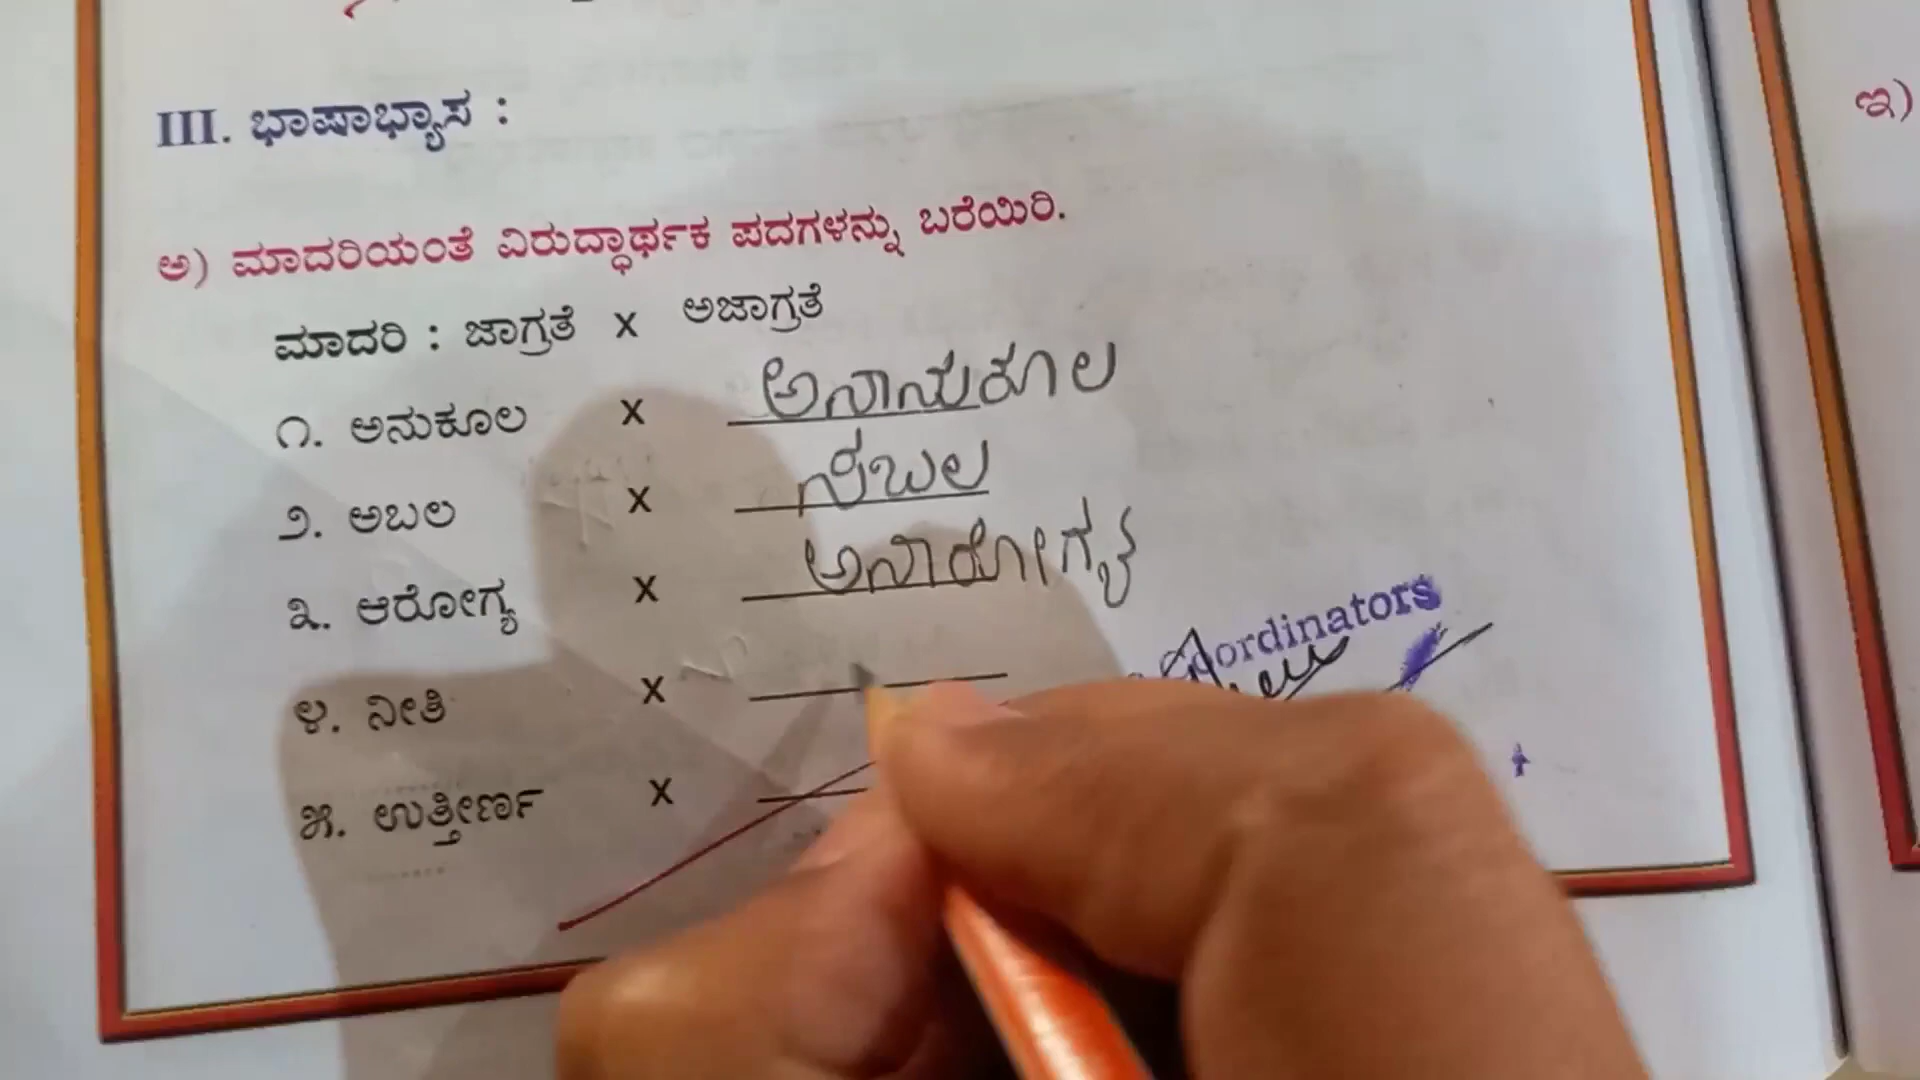 III. ಭಾಷಾಭ್ಯಾಸ :
ಇ)
ಅ) ಮಾದರಿಯಂತೆ ವಿರುದ್ಧಾರ್ಥಕ ಪದಗಳನ್ನು ಬರೆಯಿರಿ.
ಮಾದರಿ : ಜಾಗ್ರತೆ x ಅಜಾಗ್ರತೆ
೧. ಅನುಕೂಲ x ಅನಾನುಕೂಲ
೨. ಅಬಲ x ಸಬಲ
೩. ಆರೋಗ್ಯ x ಅನಾರೋಗ್ಯ
೪. ನೀತಿ x
೫. ಉತ್ತೀರ್ಣ x
Coordinators